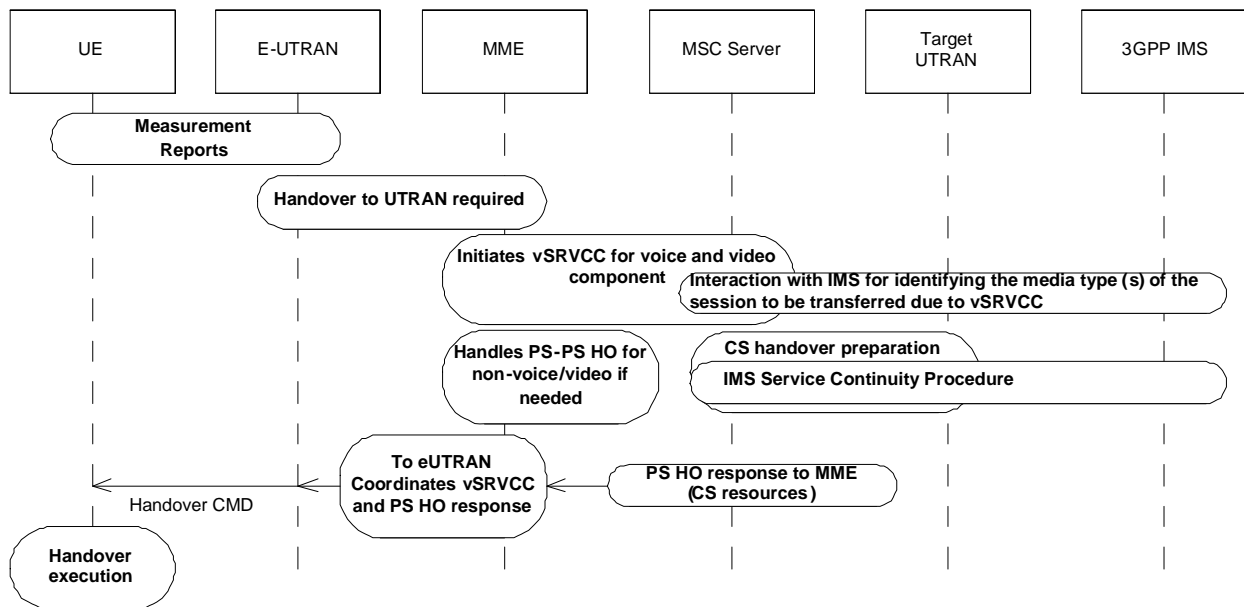 UE
E-UTRAN
MME
MSC Server
Target
UTRAN
3GPP IMS
Measurement
Reports
Handover to UTRAN required
Initiates vSRVCC for voice and video
component
Interaction with IMS for identifying the media type (s) of the
session to be transferred due to vSRVCC
Handles PS-PS HO for
non-voice/video if
needed
CS handover preparation
IMS Service Continuity Procedure
To eUTRAN
Coordinates vSRVCC
and PS HO response
PS HO response to MME
(CS resources)
Handover CMD
Handover
execution